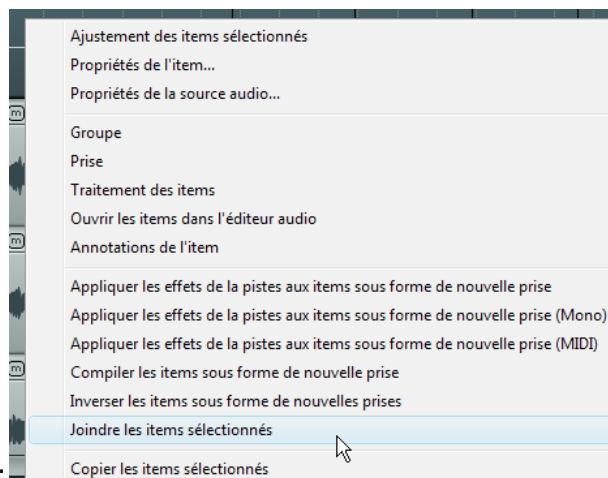 Ajustement des items sélectionnés
Propriétés de l'item...
Propriétés de la source audio...
m
Groupe
Prise
Traitement des items
Ouvrir les items dans l'éditeur audio
m
Annotations de l'item
Appliquer les effets de la pistes aux items sous forme de nouvelle prise
Appliquer les effets de la pistes aux items sous forme de nouvelle prise (Mono)
Appliquer les effets de la pistes aux items sous forme de nouvelle prise (MIDI)
m
Compiler les items sous forme de nouvelle prise
Inverser les items sous forme de nouvelles prises
Joindre les items sélectionnés
Copier les items sélectionnés